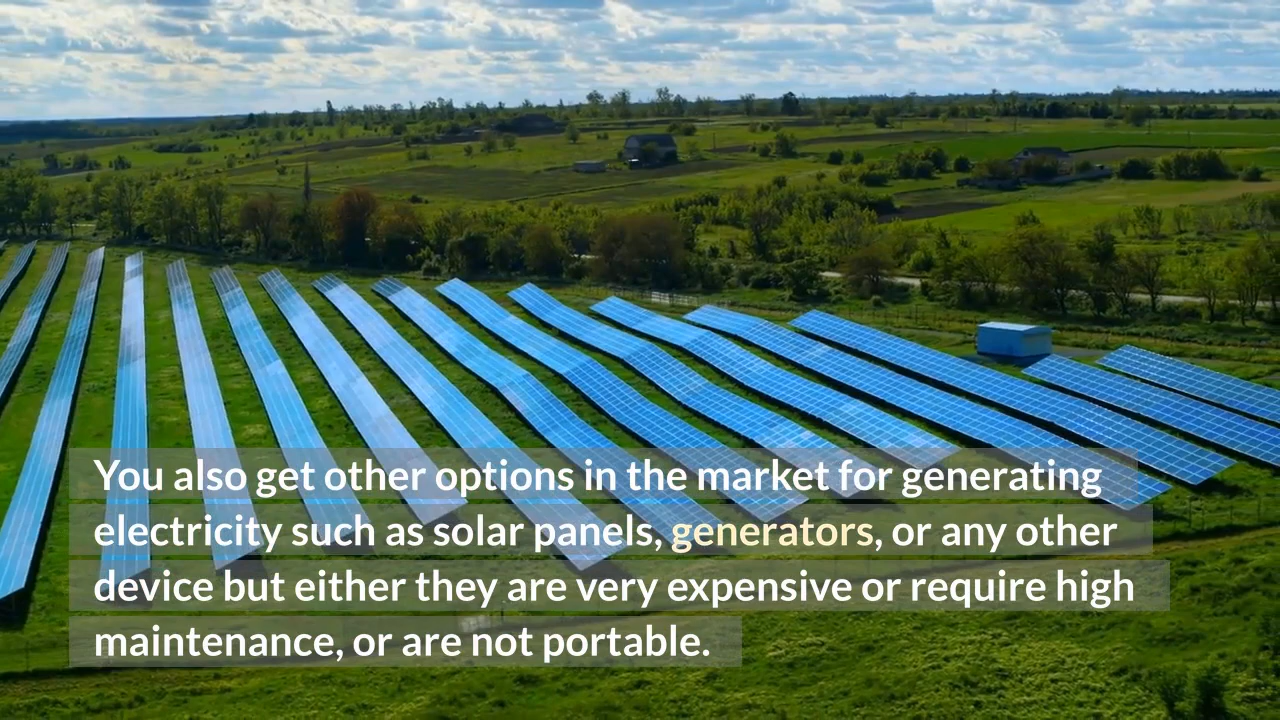 You also get other options in the market for generating
electricity such as solar panels, generators, or any other
device but either they are very expensive or require high
maintenance, or are not portable.